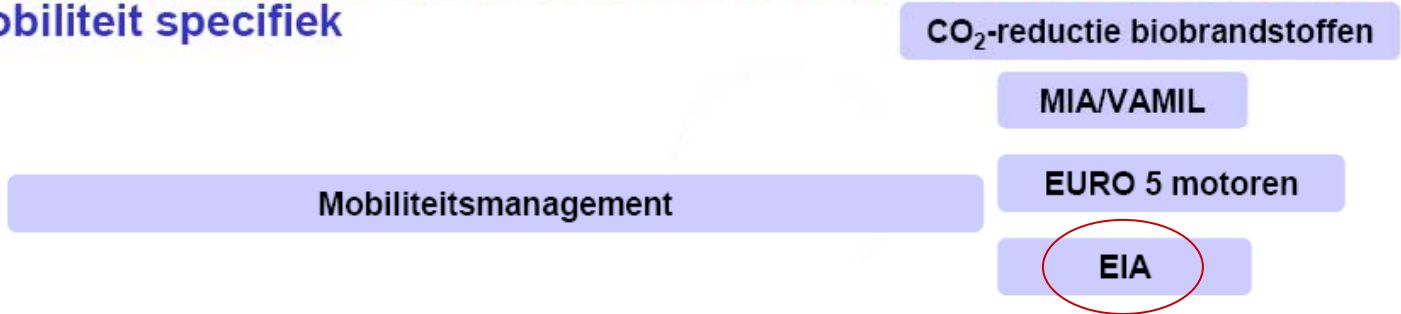 obiliteit specifiek
CO₂-reductie biobrandstoffen
MIA/VAMIL
EURO 5 motoren
Mobiliteitsmanagement
EIA